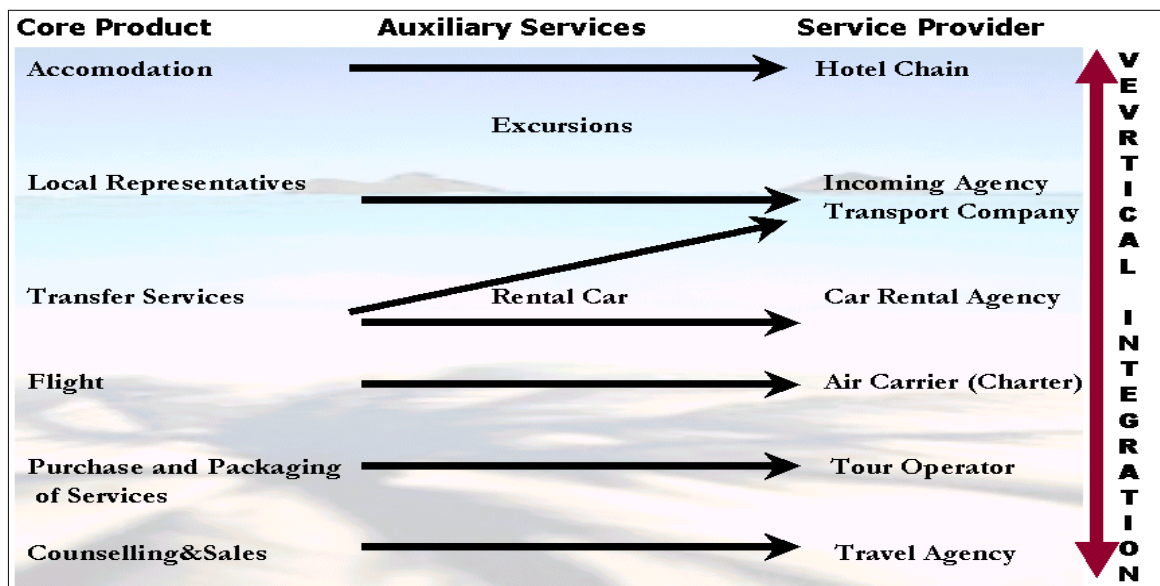 Core Product Auxiliary Services Service Provider
Accomodation Hotel Chain
Excursions
Local Representatives Incoming Agency
Transport Company
Transfer Services Rental Car Car Rental Agency
Flight Air Carrier (Charter)
Purchase and Packaging Tour Operator
of Services
Counselling&Sales Travel Agency
VEVRTICAL INTEGRATION